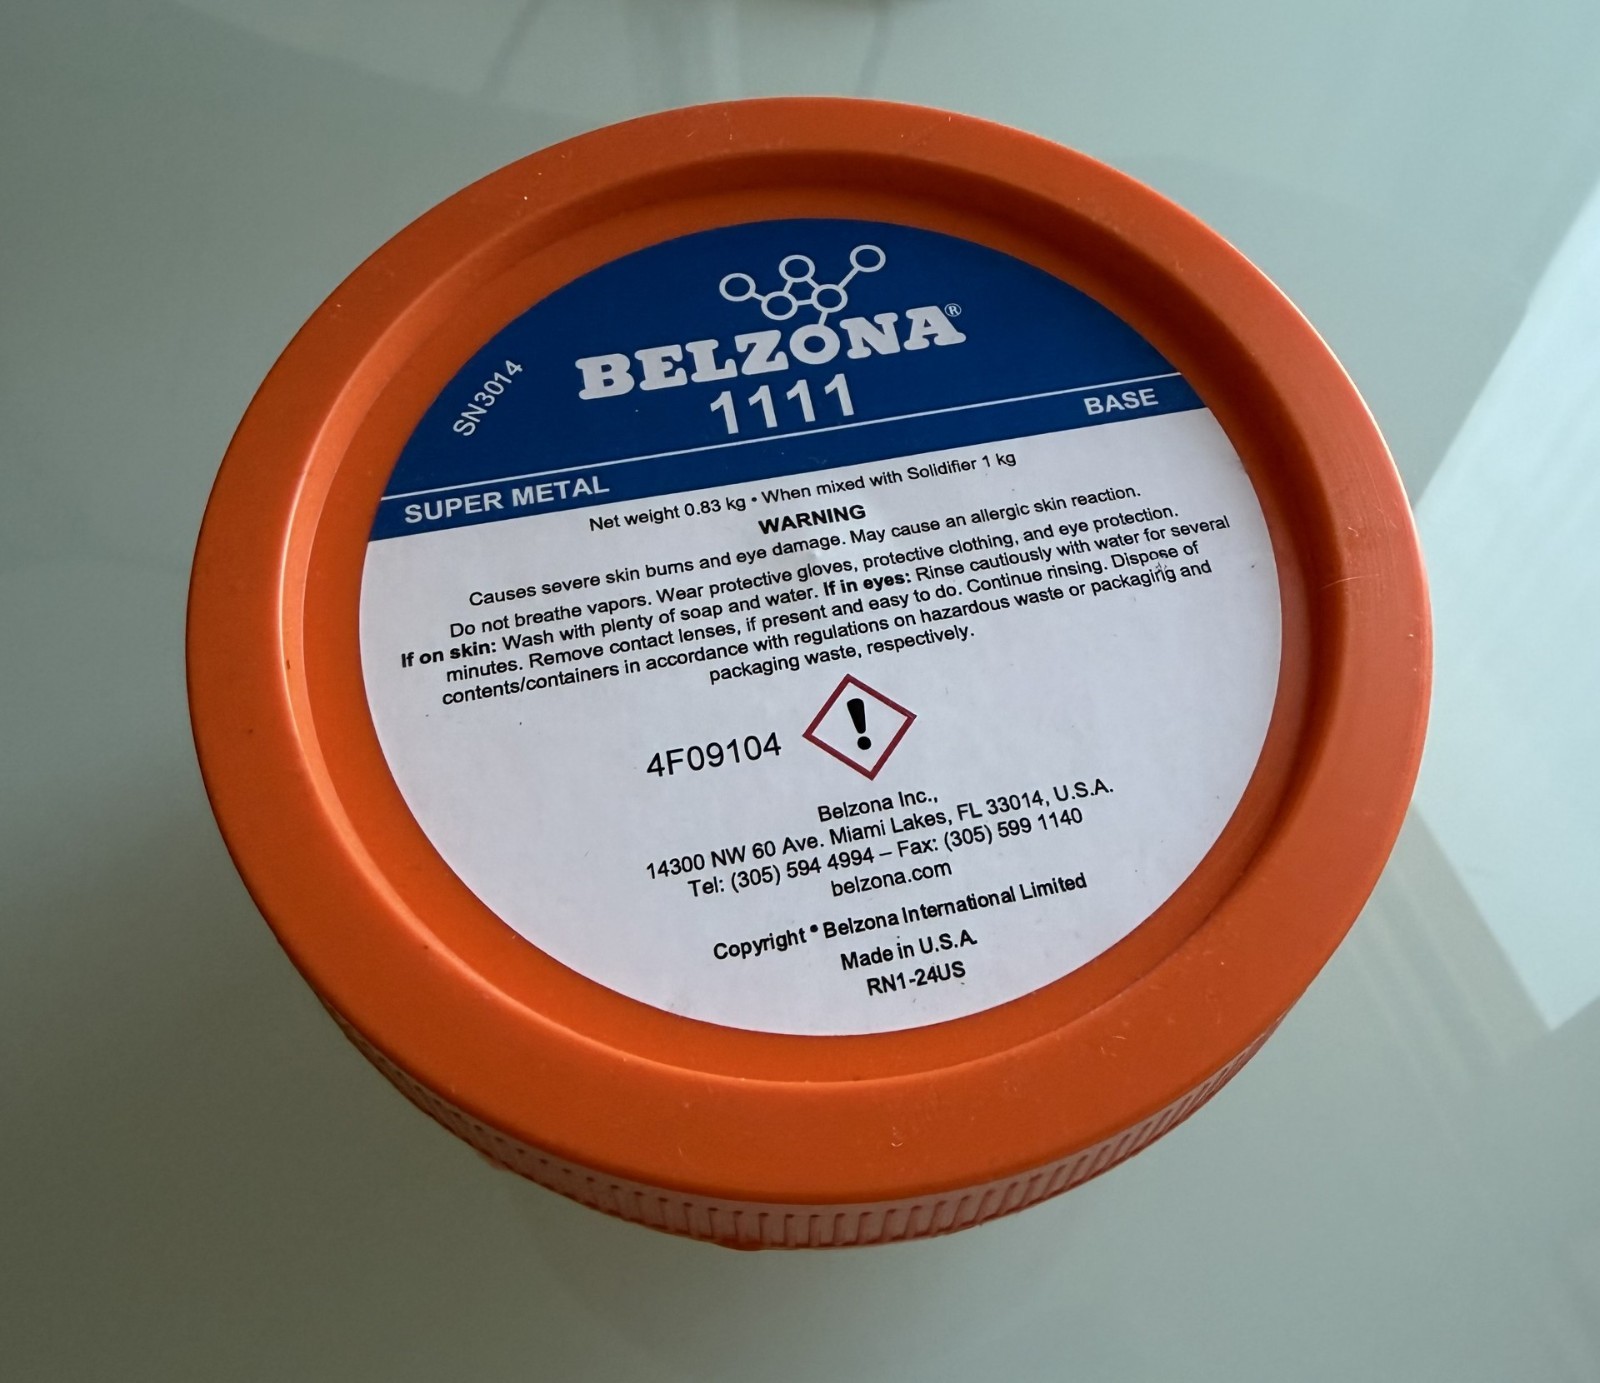 SN3014
BELZONA®
1111
SUPER METAL
BASE
Net weight 0.83 kg • When mixed with Solidifier 1 kg
WARNING
Causes severe skin burns and eye damage. May cause an allergic skin reaction.
Do not breathe vapors. Wear protective gloves, protective clothing, and eye protection.
If on skin: Wash with plenty of soap and water. If in eyes: Rinse cautiously with water for several
minutes. Remove contact lenses, if present and easy to do. Continue rinsing. Dispose of
contents/containers in accordance with regulations on hazardous waste or packaging and
packaging waste, respectively.
4F09104
Belzona Inc.,
14300 NW 60 Ave. Miami Lakes, FL 33014, U.S.A.
Tel: (305) 594 4994 – Fax: (305) 599 1140
belzona.com
Copyright ® Belzona International Limited
Made in U.S.A.
RN1-24US